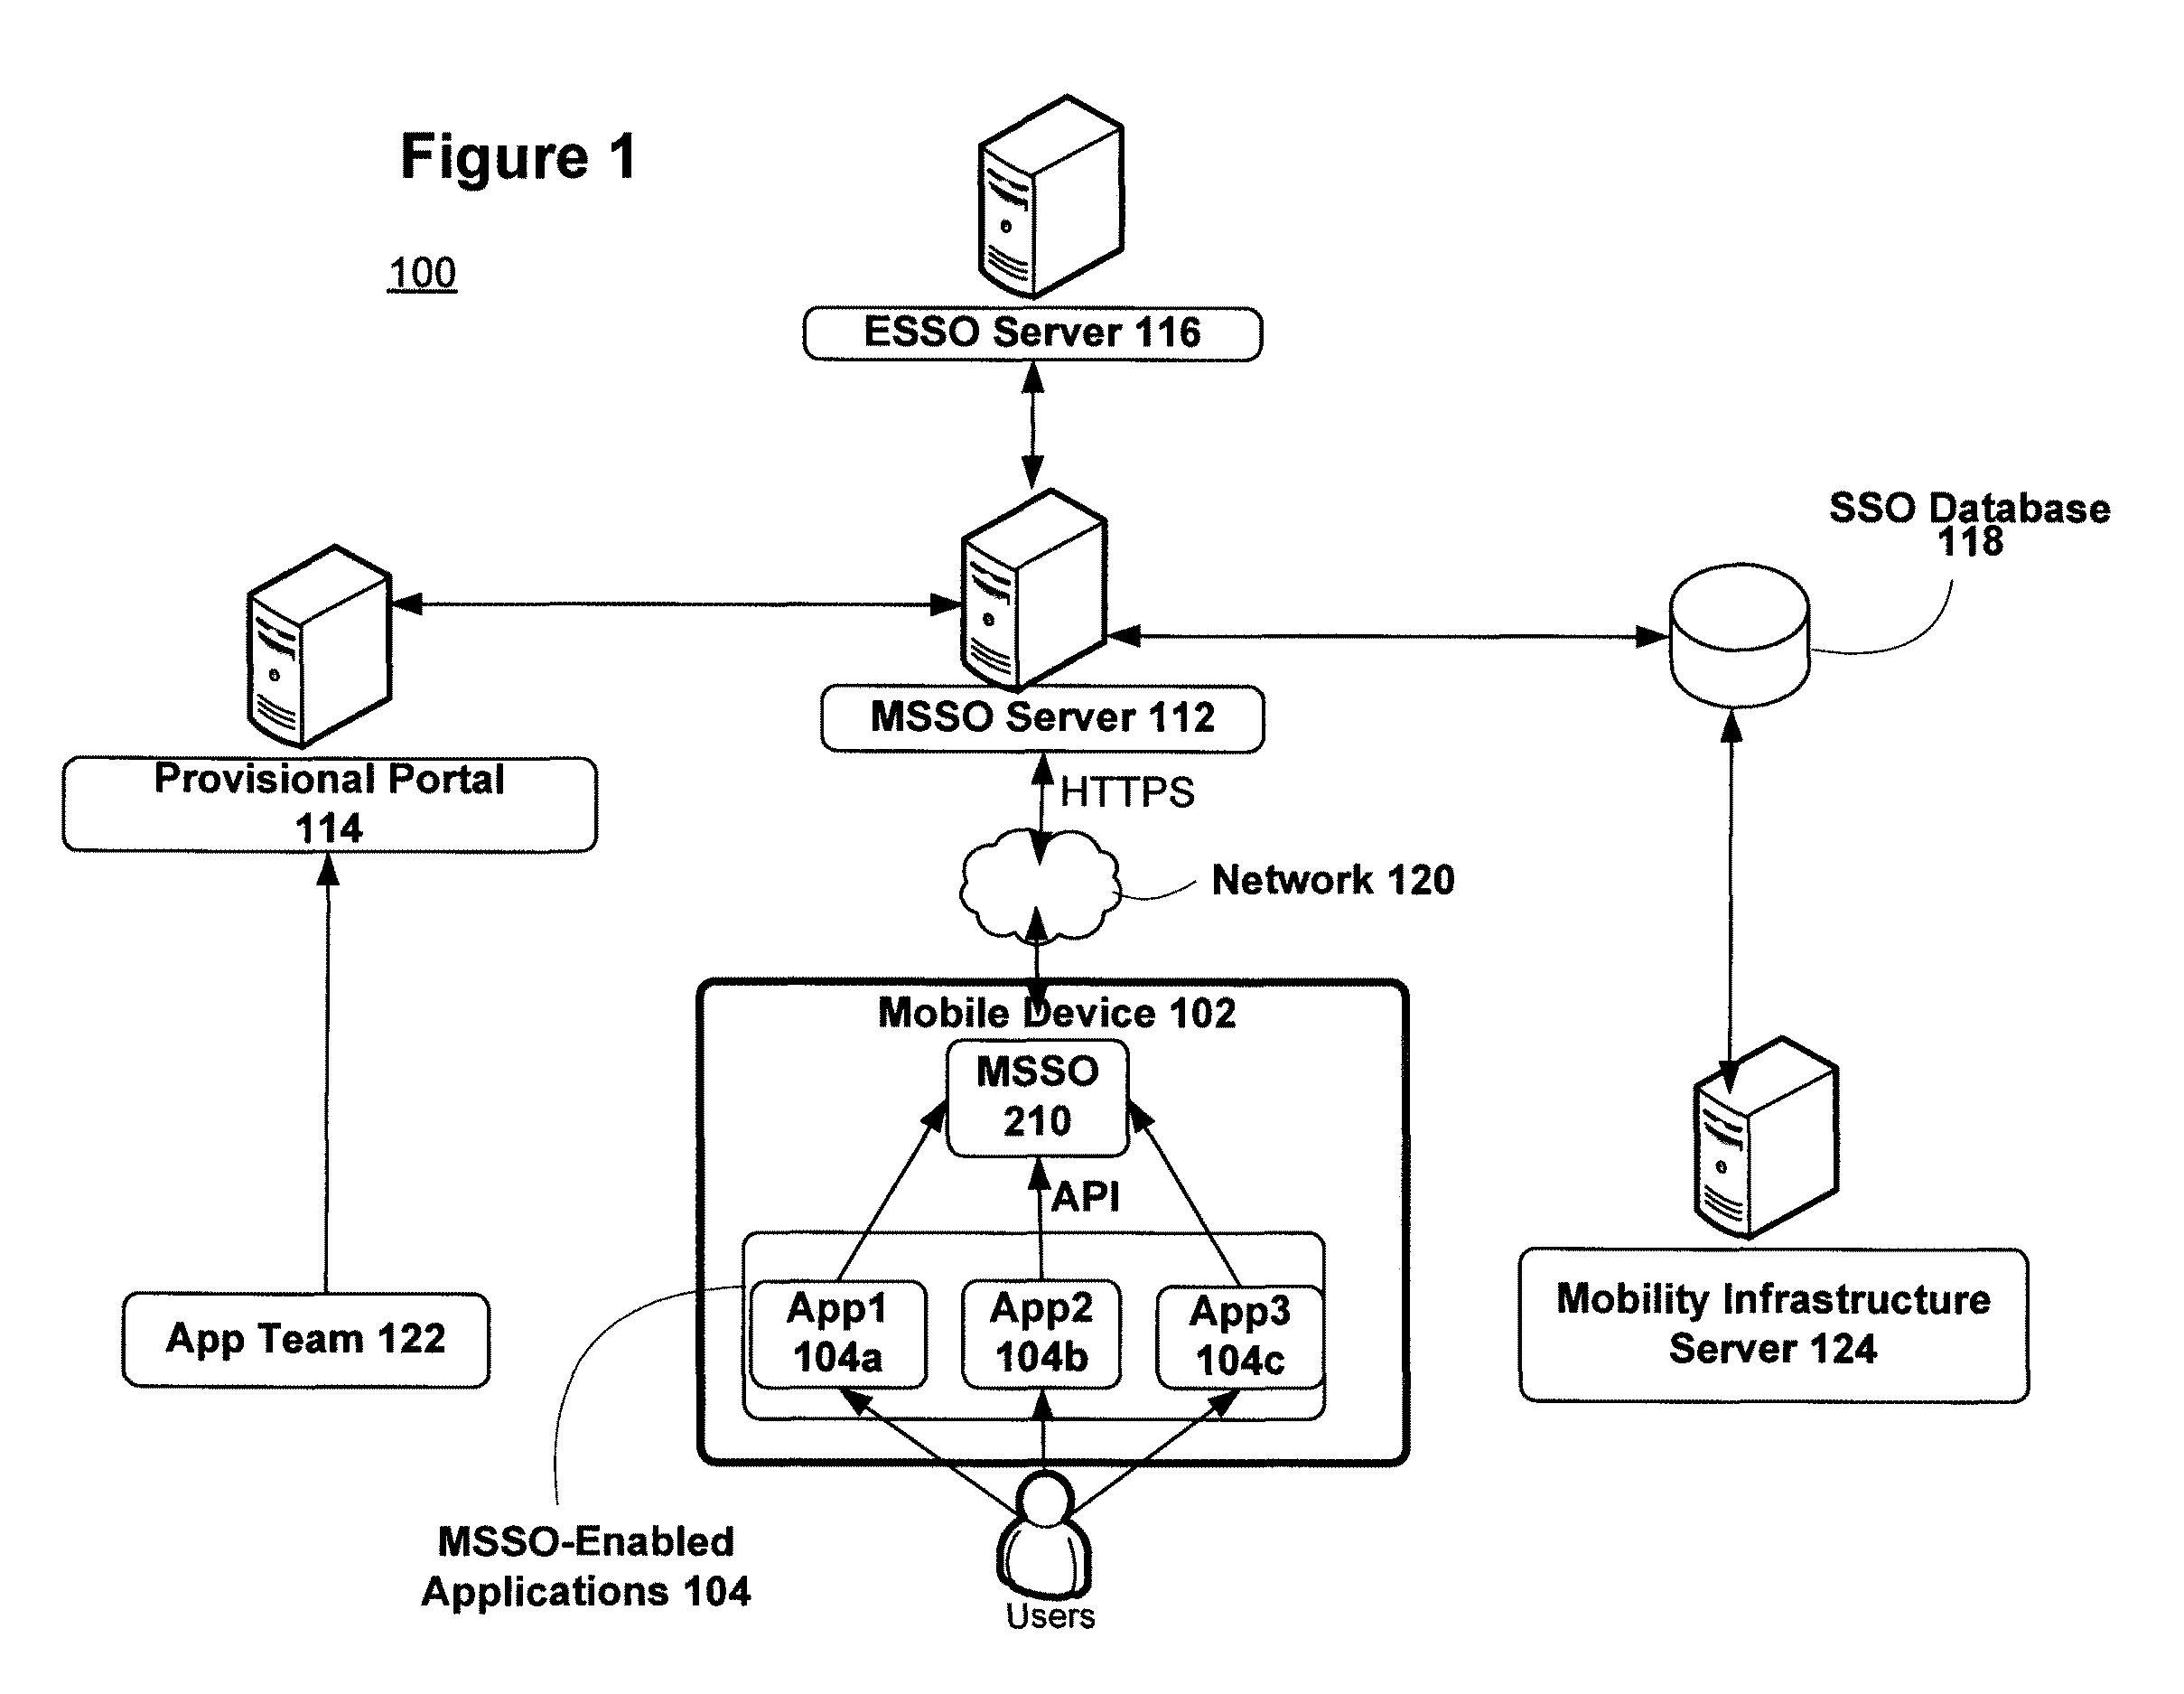 Figure 1
100
ESSO Server 116
SSO Database
118
MSSO Server 112
Provisional Portal
114
HTTPS
Network 120
Mobile Device 102
MSSO
210
API
App1
104a
App2
104b
App3
104c
App Team 122
Mobility Infrastructure
Server 124
MSSO-Enabled
Applications 104
Users